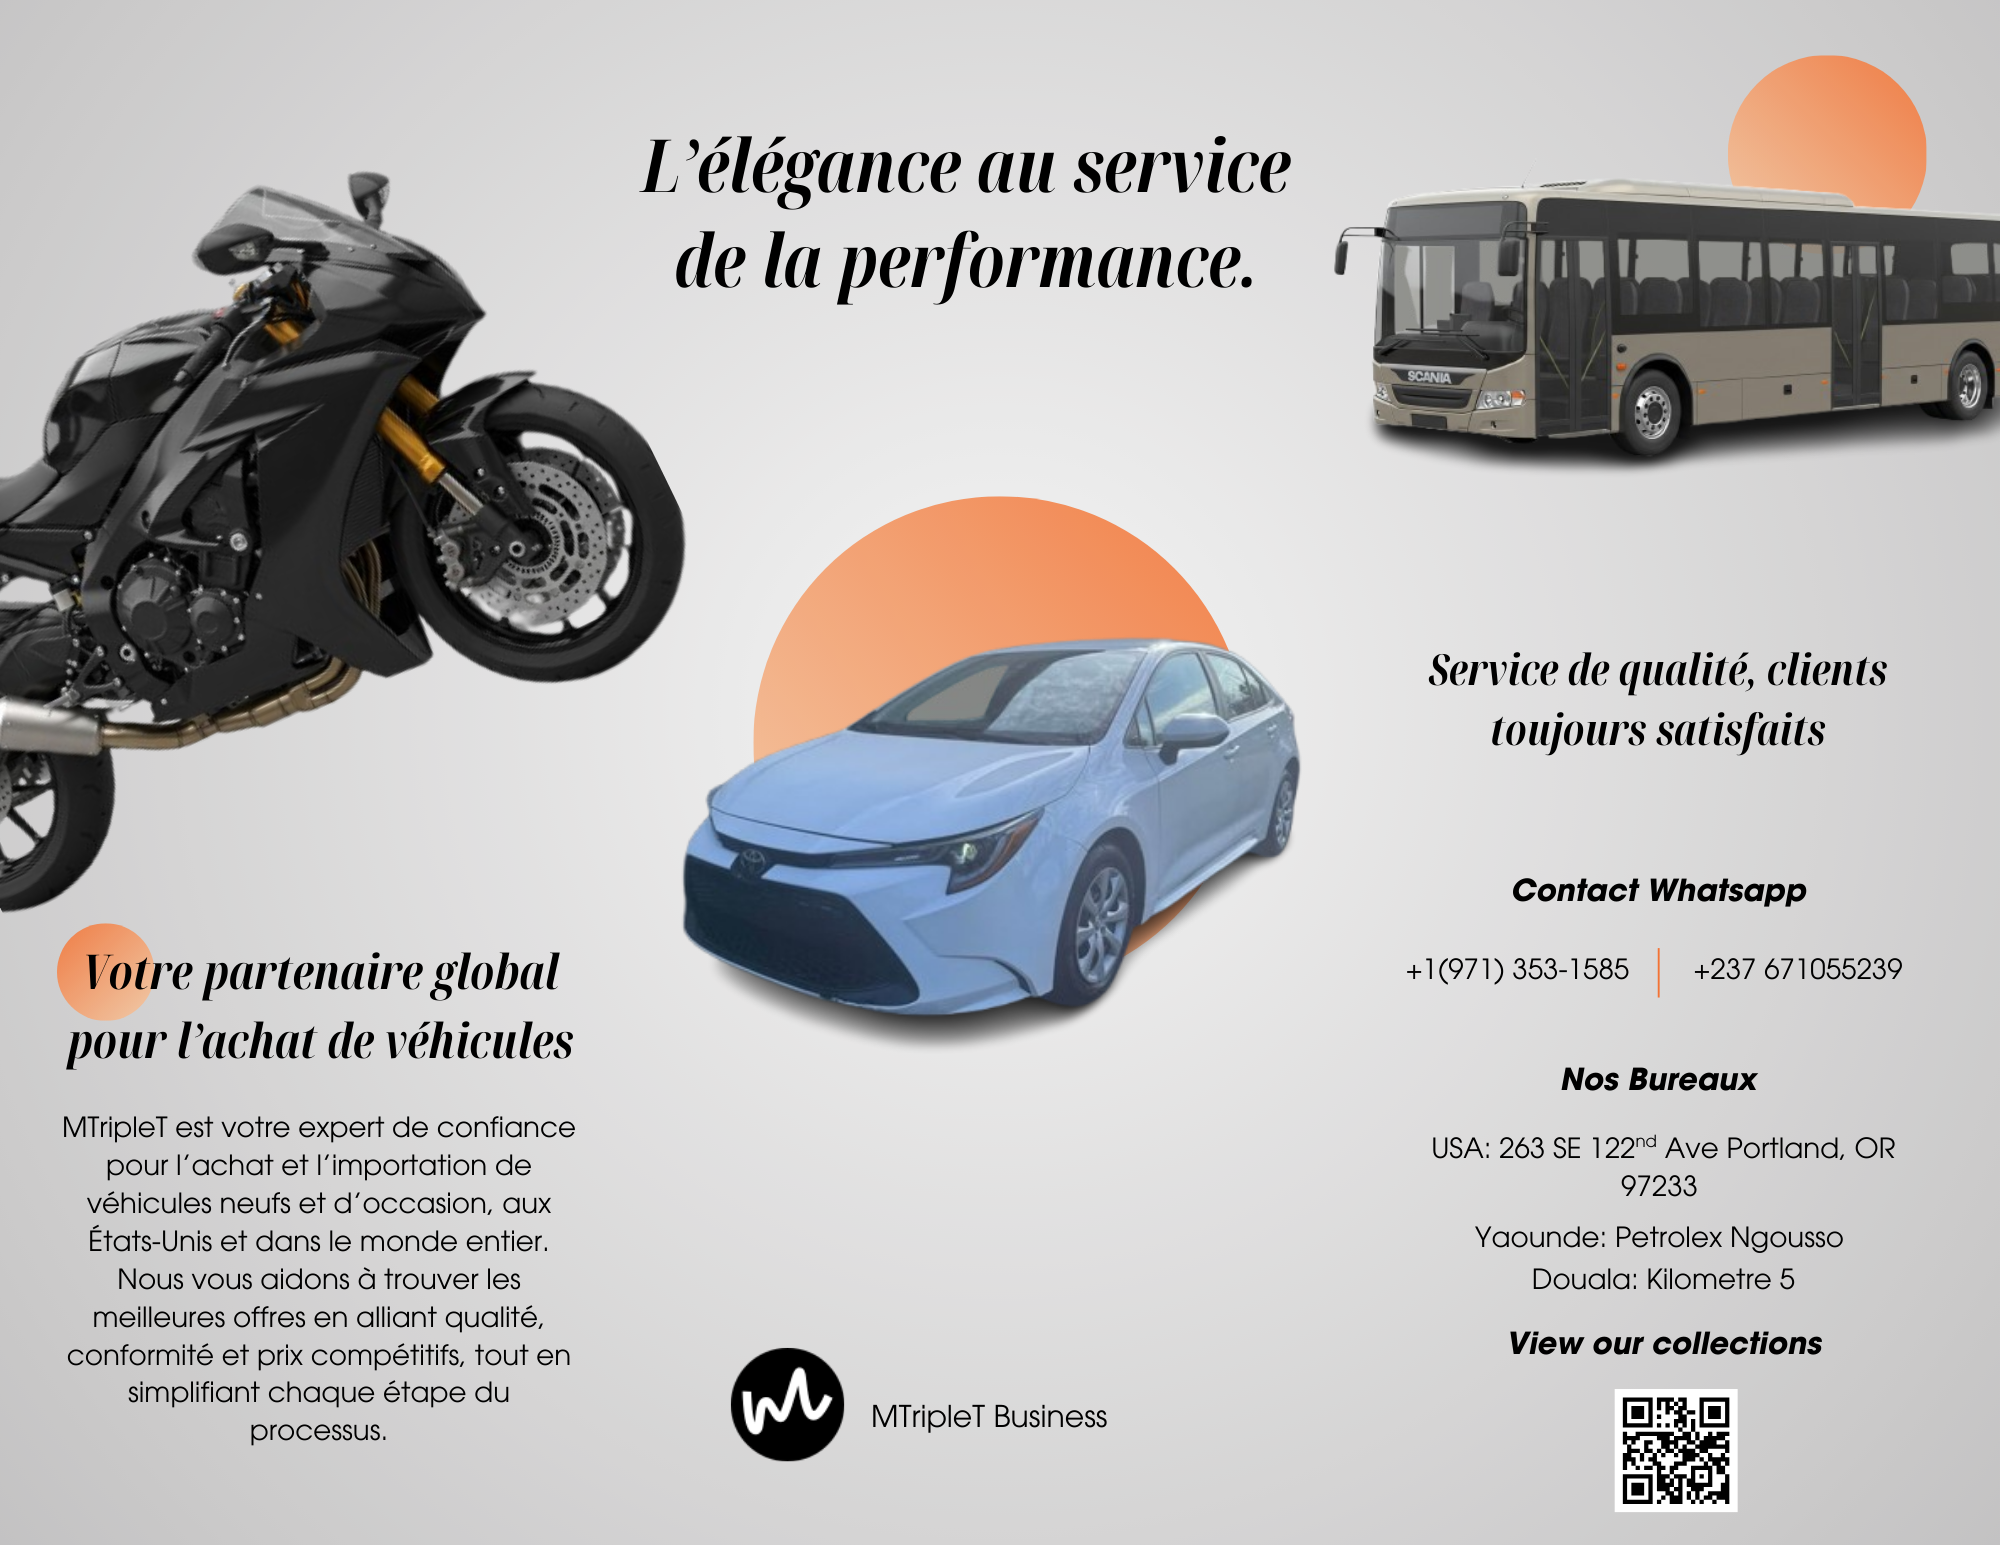 L’élégance au service
de la performance.
SCANIA
Votre partenaire global
pour l’achat de véhicules
MTripleT est votre expert de confiance
pour l’achat et l’importation de
véhicules neufs et d’occasion, aux
États-Unis et dans le monde entier.
Nous vous aidons à trouver les
meilleures offres en alliant qualité,
conformité et prix compétitifs, tout en
simplifiant chaque étape du
processus.
MTripleT Business
Service de qualité, clients
toujours satisfaits
Contact Whatsapp
+1(971) 353-1585 | +237 671055239
Nos Bureaux
USA: 263 SE 122nd Ave Portland, OR
97233
Yaounde: Petrolex Ngousso
Douala: Kilometre 5
View our collections